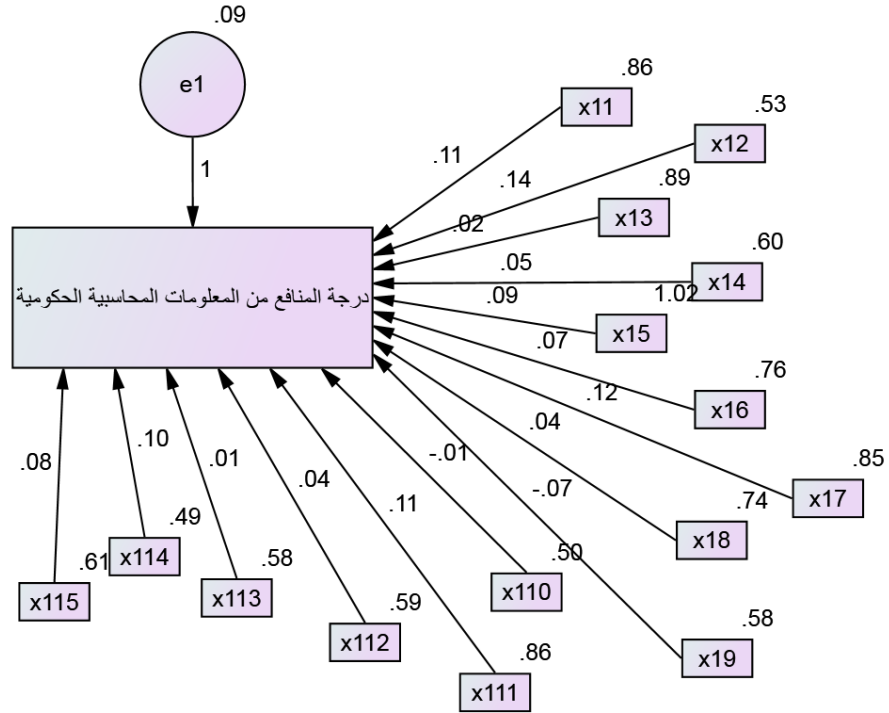 .09
e1
1
.86
x11
.53
x12
.89
x13
.60
x14
1.02
x15
.76
x16
.85
x17
.74
x18
.58
x19
.50
x110
.86
x111
.59
x112
.58
x113
.49
x114
.61
x115
.11
.14
.02
.05
.09
.07
.12
.04
-.07
-.01
.11
.04
.01
.10
.08
درجة المنافع من المعلومات المحاسبية الحكومية